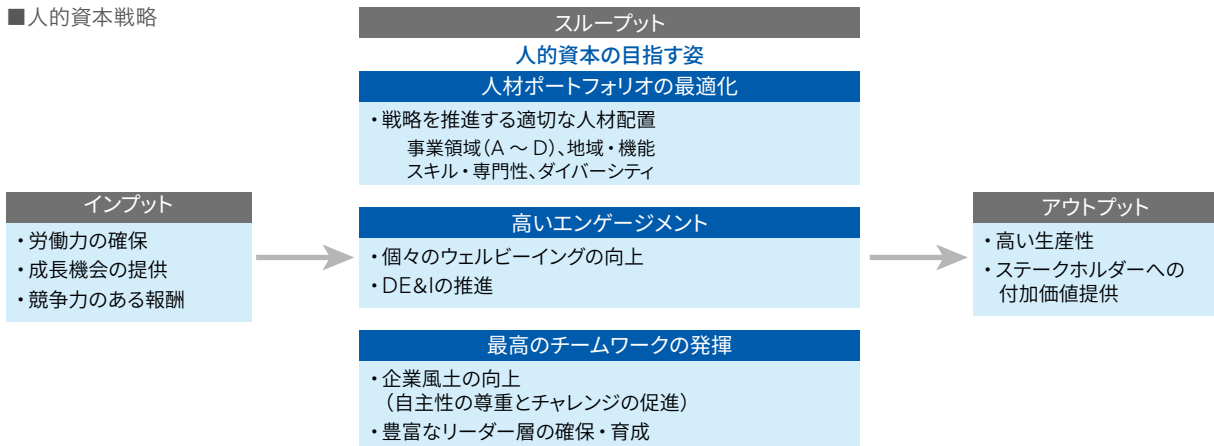 ■人的資本戦略
インプット
・労働力の確保
・成長機会の提供
・競争力のある報酬
スループット
人的資本の目指す姿
人材ポートフォリオの最適化
・戦略を推進する適切な人材配置
事業領域（A ～ D）、地域・機能
スキル・専門性、ダイバーシティ
高いエンゲージメント
・個々のウェルビーイングの向上
・DE&Iの推進
最高のチームワークの発揮
・企業風土の向上
（自主性の尊重とチャレンジの促進）
・豊富なリーダー層の確保・育成
アウトプット
・高い生産性
・ステークホルダーへの
付加価値提供